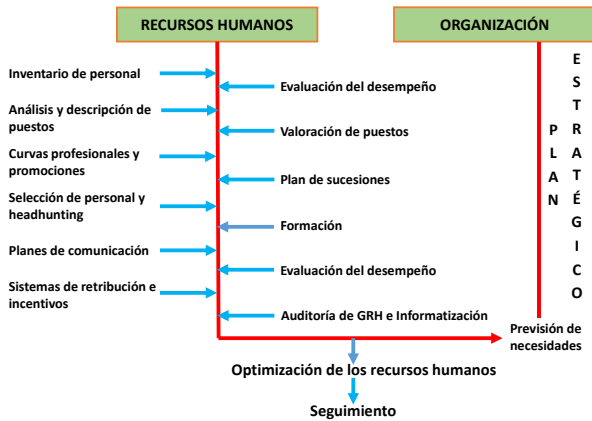 RECURSOS HUMANOS
ORGANIZACIÓN
Inventario de personal
Evaluación del desempeño
Análisis y descripción de
puestos
Valoración de puestos
Curvas profesionales y
promociones
Plan de sucesiones
Selección de personal y
headhunting
Formación
Planes de comunicación
Evaluación del desempeño
Sistemas de retribución e
incentivos
Auditoría de GRH e Informatización
PLAN
ESTRATÉGICO
Previsión de
necesidades
Optimización de los recursos humanos
Seguimiento